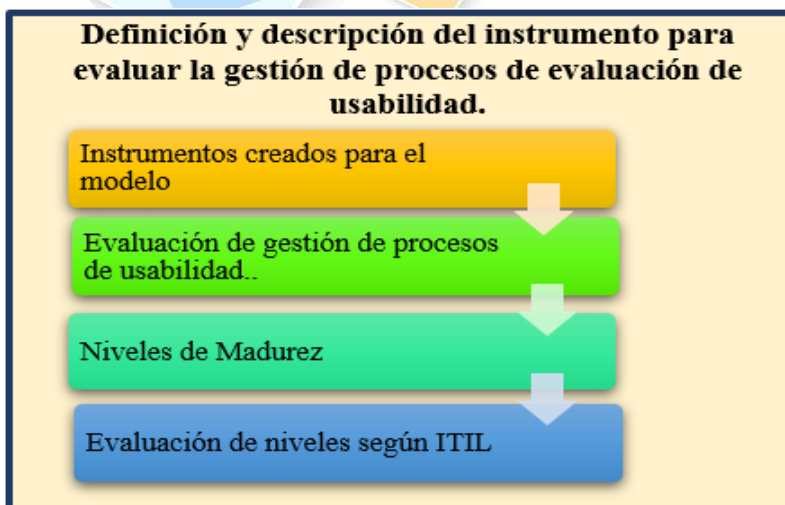 Definición y descripción del instrumento para
evaluar la gestión de procesos de evaluación de
usabilidad.
Instrumentos creados para el
modelo
Evaluación de gestión de procesos
de usabilidad..
Niveles de Madurez
Evaluación de niveles según ITIL